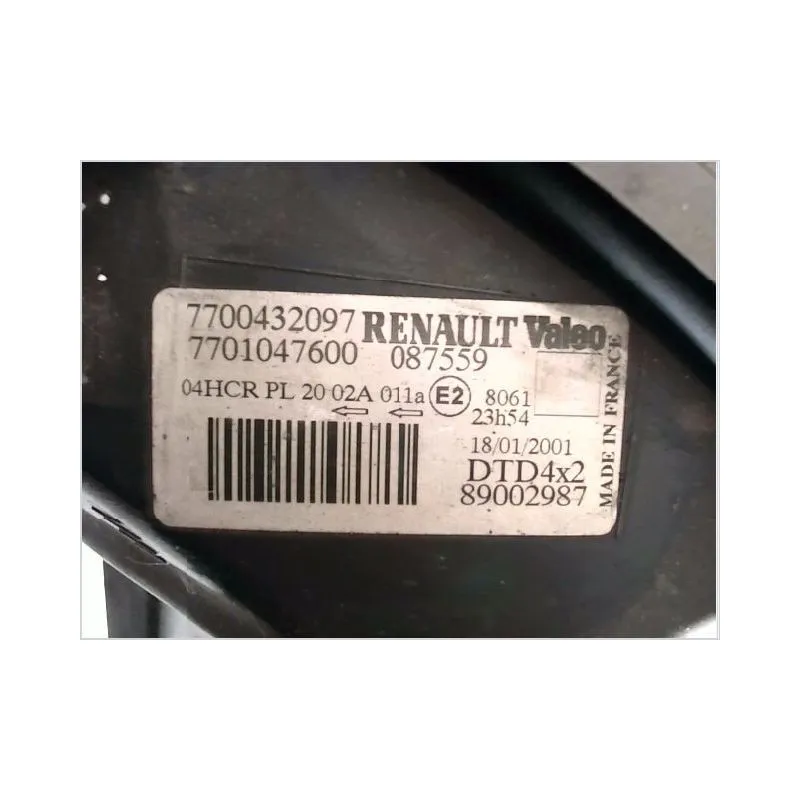 7700432097 RENAULT Valeo
7701047600 087559
04HCR PL 20 02A 011a E2 8061
23h54
18/01/2001
DTD4x2
89002987
MADE IN FRANCE